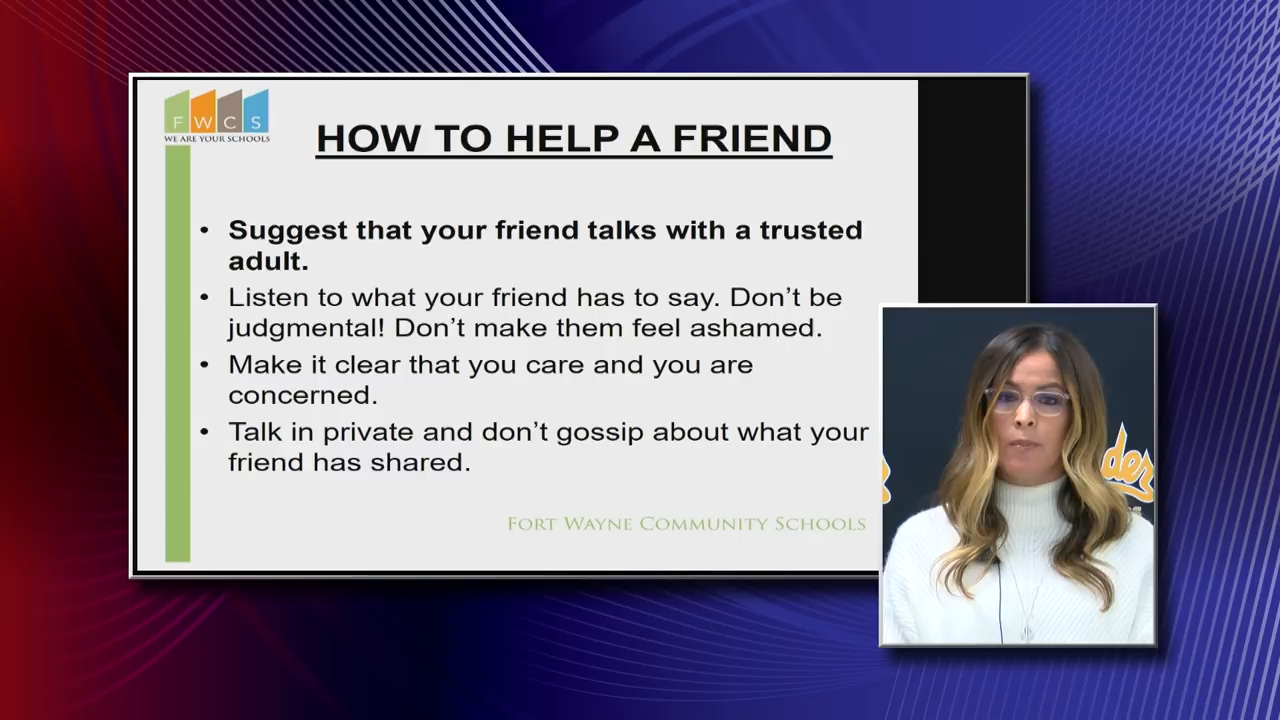 FWCS
WE ARE YOUR SCHOOLS
HOW TO HELP A FRIEND
• Suggest that your friend talks with a trusted
adult.
• Listen to what your friend has to say. Don’t be
judgmental! Don’t make them feel ashamed.
• Make it clear that you care and you are
concerned.
• Talk in private and don’t gossip about what your
friend has shared.
FORT WAYNE COMMUNITY SCHOOLS
der